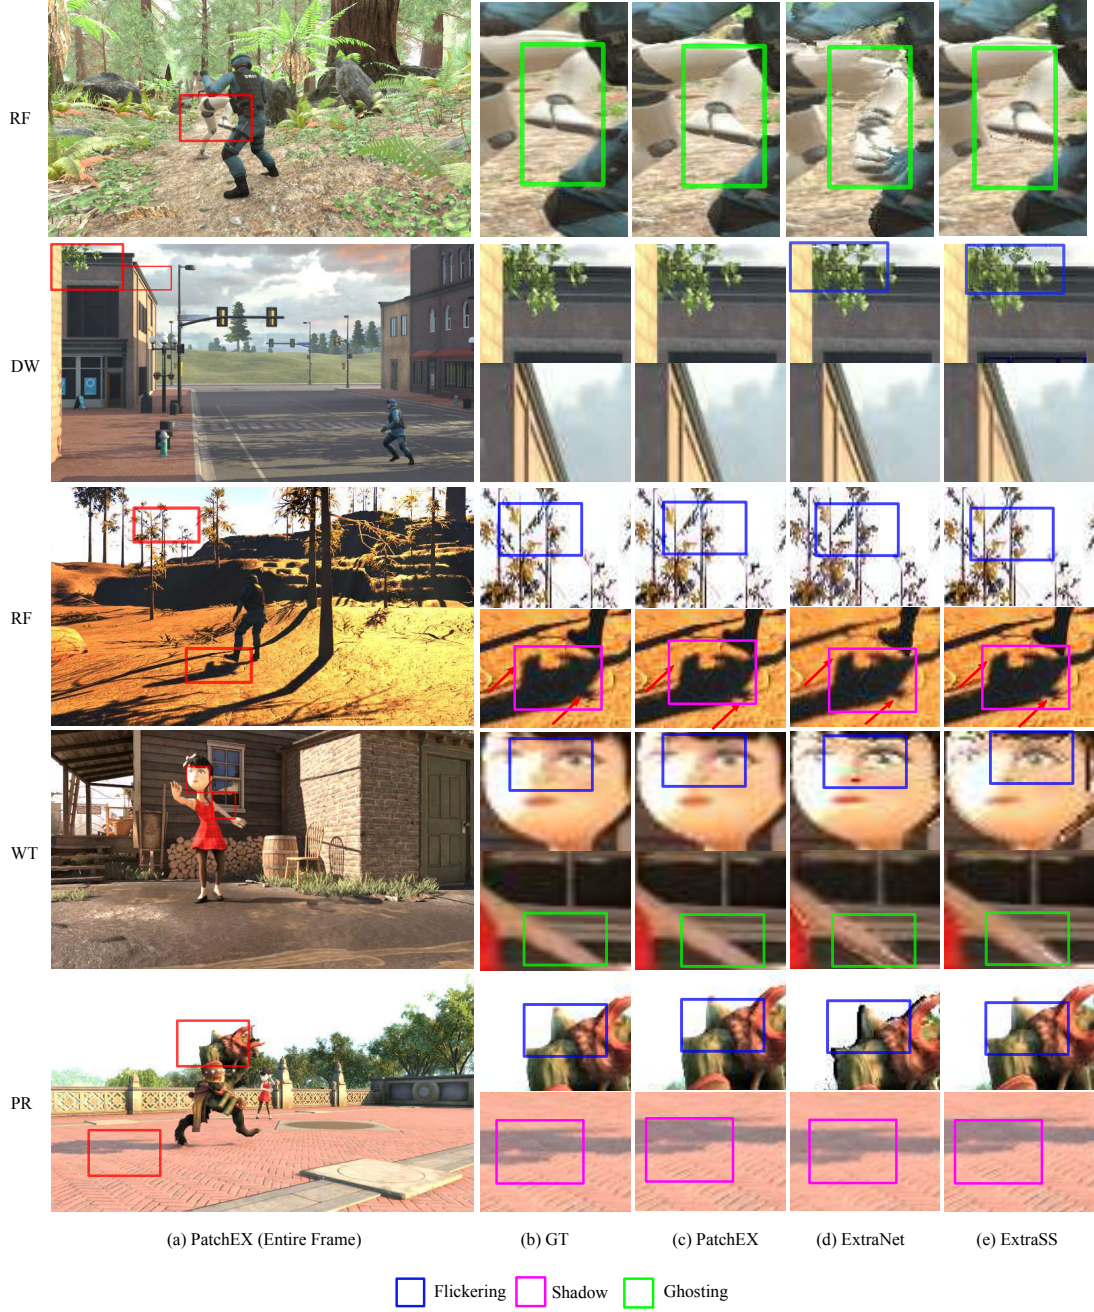 RF
DW
RF
WT
PR
(a) PatchEX (Entire Frame)
(b) GT
(c) PatchEX
(d) ExtraNet
(e) ExtraSS
Flickering
Shadow
Ghosting